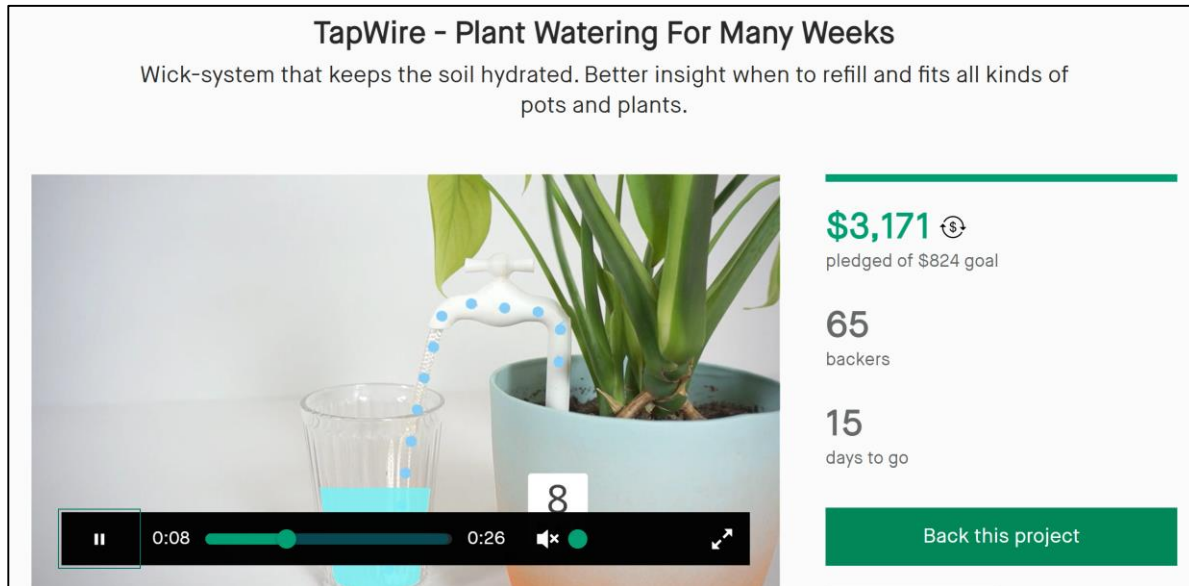 TapWire - Plant Watering For Many Weeks
Wick-system that keeps the soil hydrated. Better insight when to refill and fits all kinds of
pots and plants.
$3,171
pledged of $824 goal
65
backers
15
days to go
8
0:08
0:26
Back this project